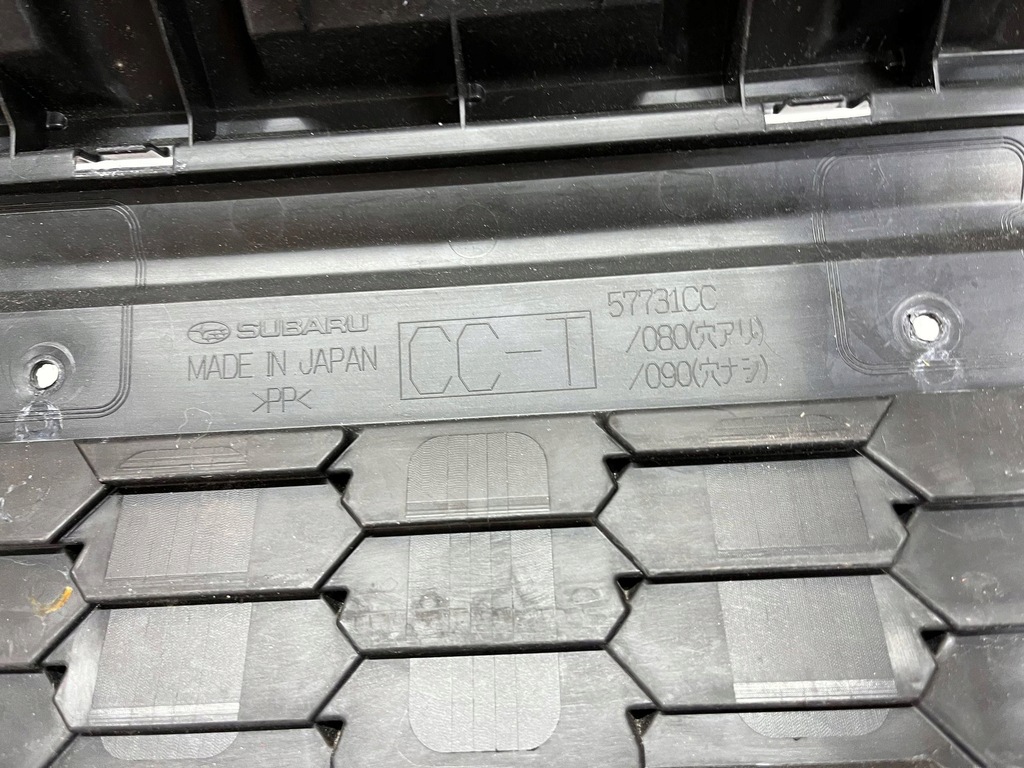 SUBARU
MADE IN JAPAN
>PP<
CC-T
57731CC
/080(穴アリ)
/090(穴ナシ)